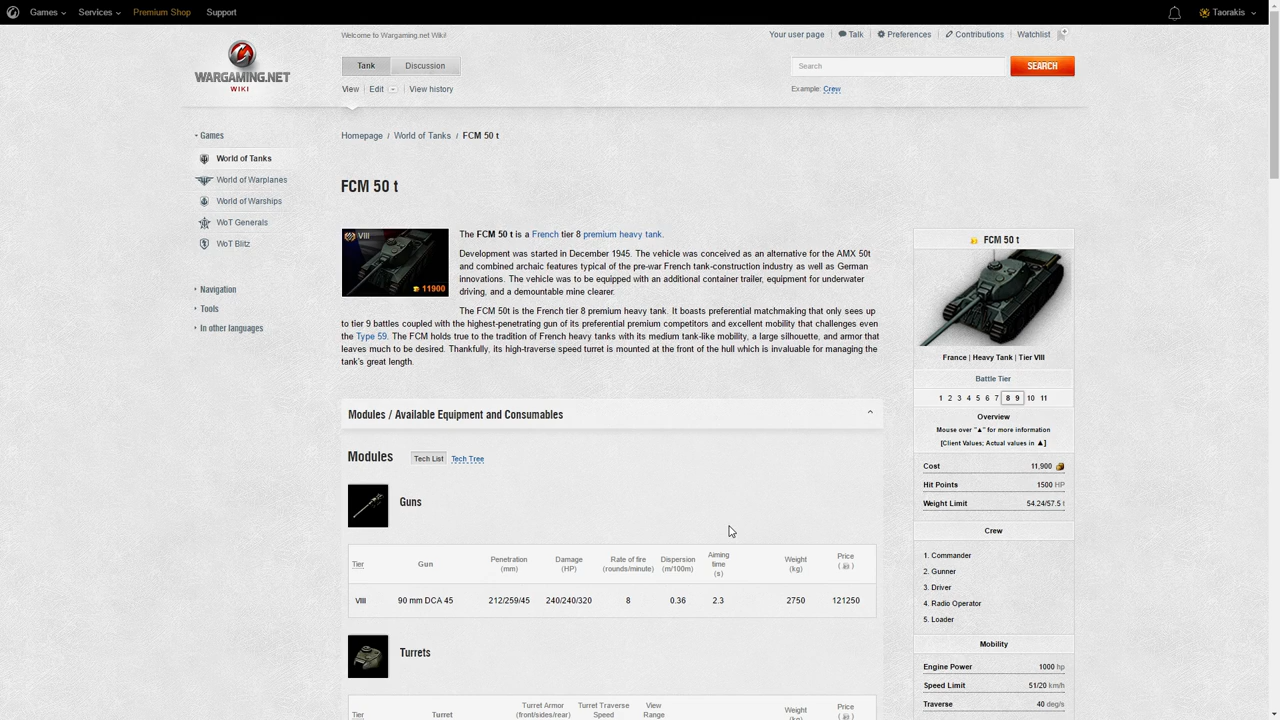 Games Services Premium Shop Support Taorakis
Welcome to Wargaming.net Wiki! Your user page Talk Preferences Contributions Watchlist
WARGAMING.NET
WIKI
Tank Discussion
Search SEARCH
View Edit View history Example: Crew
Games
World of Tanks
World of Warplanes
World of Warships
WoT Generals
WoT Blitz
Navigation
Tools
In other languages
Homepage / World of Tanks / FCM 50 t
FCM 50 t
VIII
11900
The FCM 50 t is a French tier 8 premium heavy tank.
Development was started in December 1945. The vehicle was conceived as an alternative for the AMX 50t
and combined archaic features typical of the pre-war French tank-construction industry as well as German
innovations. The vehicle was to be equipped with an additional container trailer, equipment for underwater
driving, and a demountable mine clearer.
The FCM 50t is the French tier 8 premium heavy tank. It boasts preferential matchmaking that only sees up
to tier 9 battles coupled with the highest-penetrating gun of its preferential premium competitors and excellent mobility that challenges even
the Type 59. The FCM holds true to the tradition of French heavy tanks with its medium tank-like mobility, a large silhouette, and armor that
leaves much to be desired. Thankfully, its high-traverse speed turret is mounted at the front of the hull which is invaluable for managing the
tank's great length.
Modules / Available Equipment and Consumables
Modules Tech List Tech Tree
Guns
Tier Gun Penetration (mm) Damage (HP) Rate of fire (rounds/minute) Dispersion (m/100m) Aiming time (s) Weight (kg) Price ( )
VIII 90 mm DCA 45 212/259/45 240/240/320 8 0.36 2.3 2750 121250
Turrets
Tier Turret Turret Armor (front/sides/rear) Turret Traverse Speed View Range Weight (kg) Price ( )
FCM 50 t
France | Heavy Tank | Tier VIII
Battle Tier
1 2 3 4 5 6 7 8 9 10 11
Overview
Mouse over "▲" for more information
[Client Values; Actual values in ▲]
Cost 11,900
Hit Points 1500 HP
Weight Limit 54.24/57.5 t
Crew
1. Commander
2. Gunner
3. Driver
4. Radio Operator
5. Loader
Mobility
Engine Power 1000 hp
Speed Limit 51/20 km/h
Traverse 40 deg/s